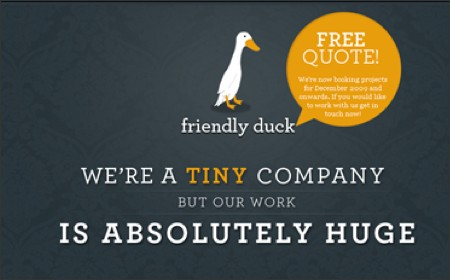 FREE
QUOTE!
We're now booking projects
for December 2009 and
onwards. If you would like
to work with us get in
touch now!
friendly duck
WE'RE A TINY COMPANY
BUT OUR WORK
IS ABSOLUTELY HUGE